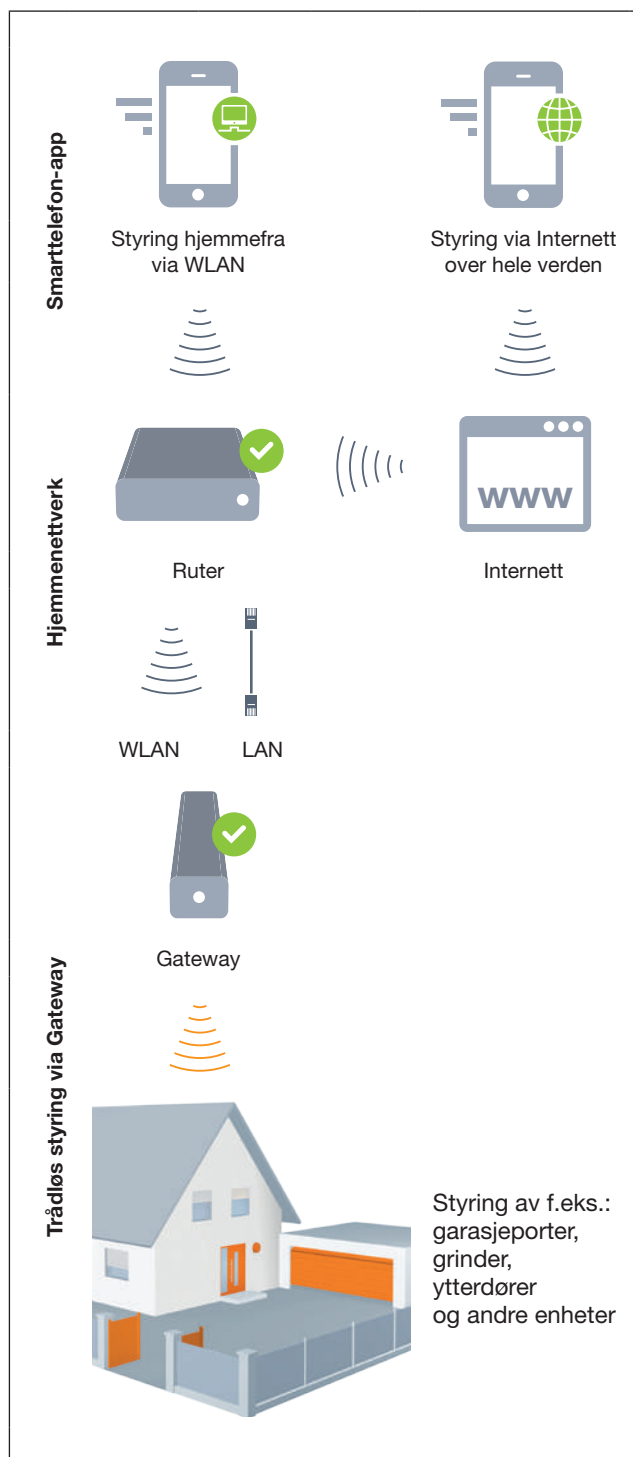 Smarttelefon-app
Styring hjemmefra
via WLAN
Styring via Internett
over hele verden
Hjemmenettverk
www
Ruter
Internett
WLAN
LAN
Trådløs styring via Gateway
Gateway
Styring av f.eks.:
garasjeporter,
grinder,
ytterdører
og andre enheter